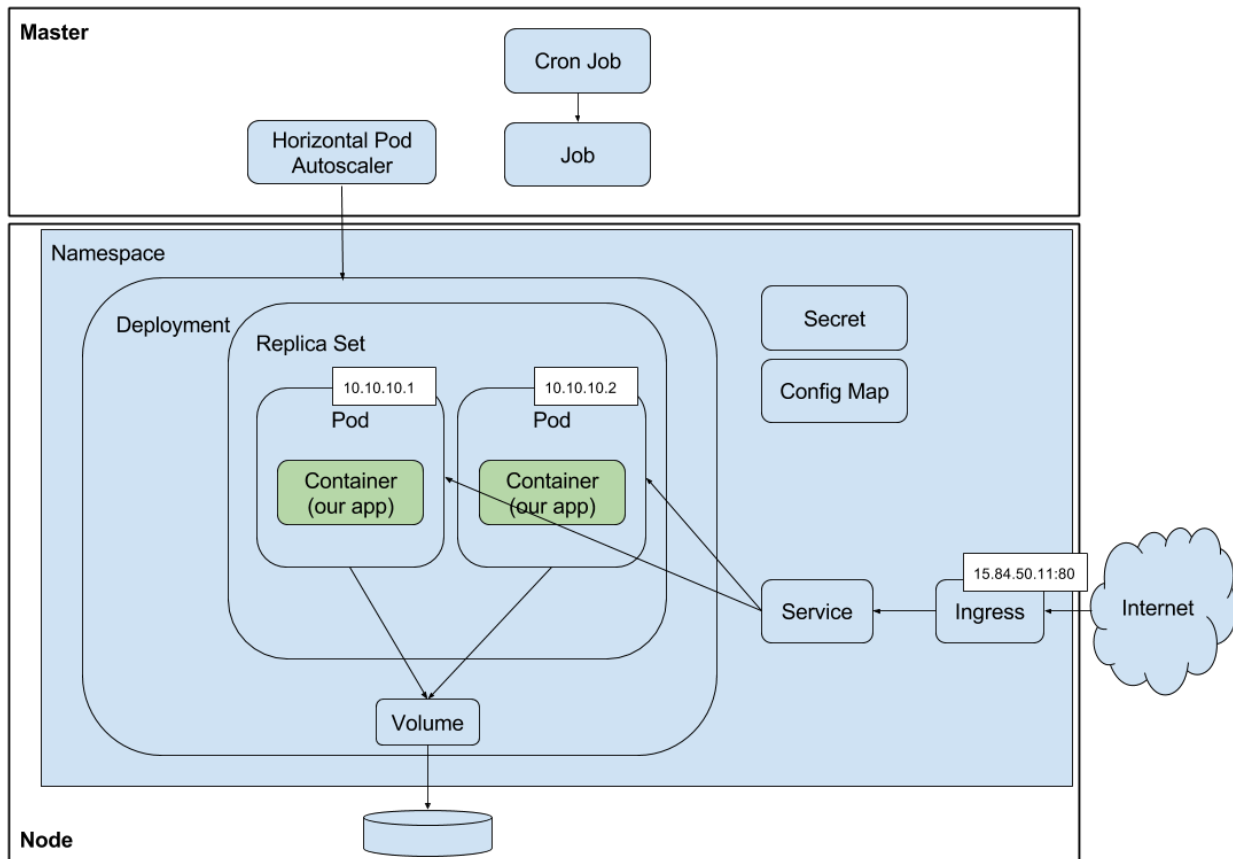 Master
Cron Job
Job
Horizontal Pod
Autoscaler
Namespace
Deployment
Replica Set
10.10.10.1
10.10.10.2
Pod
Pod
Container
(our app)
Container
(our app)
Secret
Config Map
Service
15.84.50.11:80
Ingress
Internet
Volume
Node